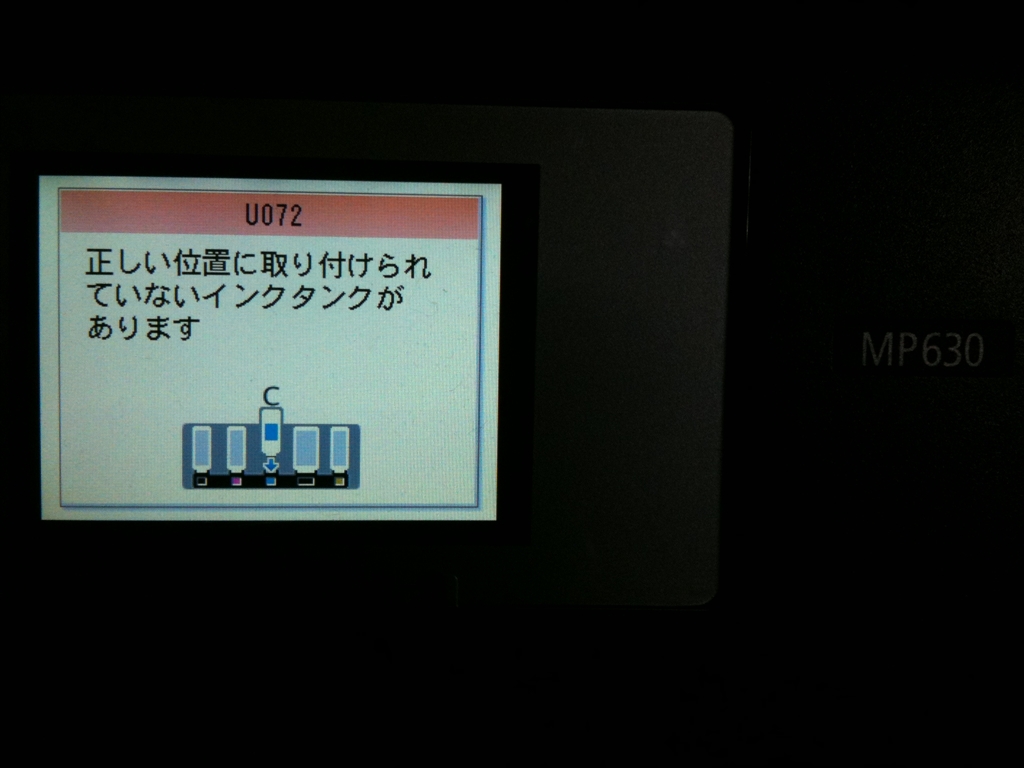 U072
正しい位置に取り付けられ
ていないインクタンクが
あります
C
MP630